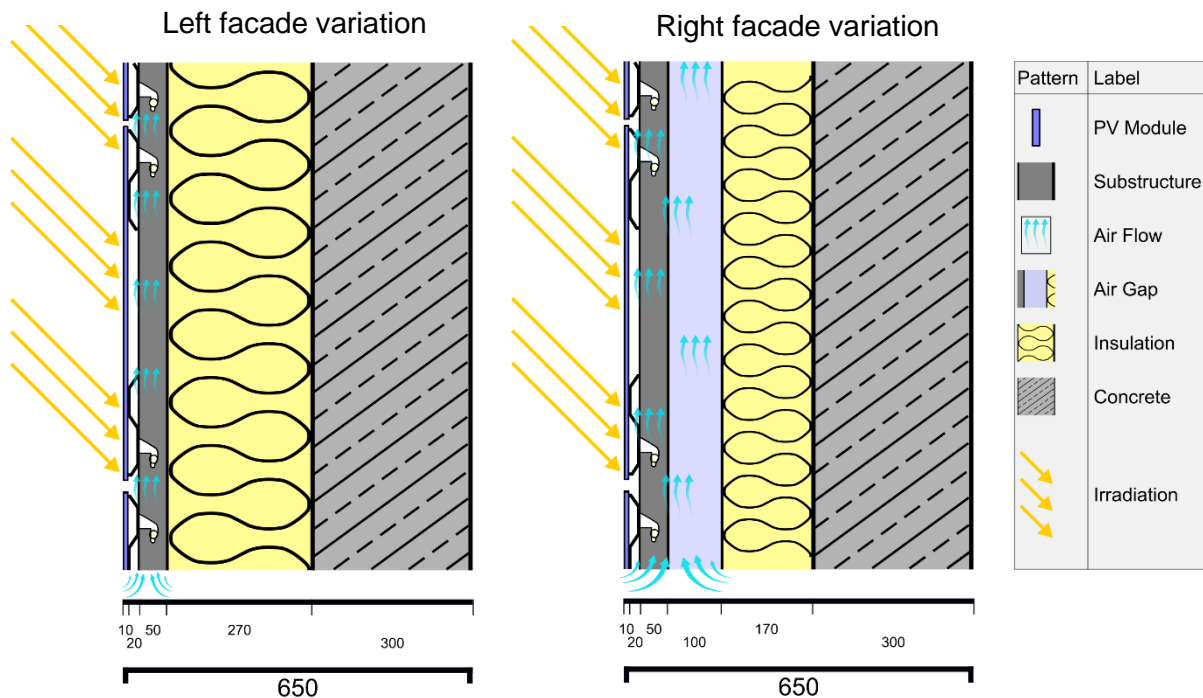 Left facade variation
Right facade variation
Pattern Label
PV Module
Substructure
Air Flow
Air Gap
Insulation
Concrete
Irradiation
10 50 270
20 300
650
10 50 170
20 100 300
650